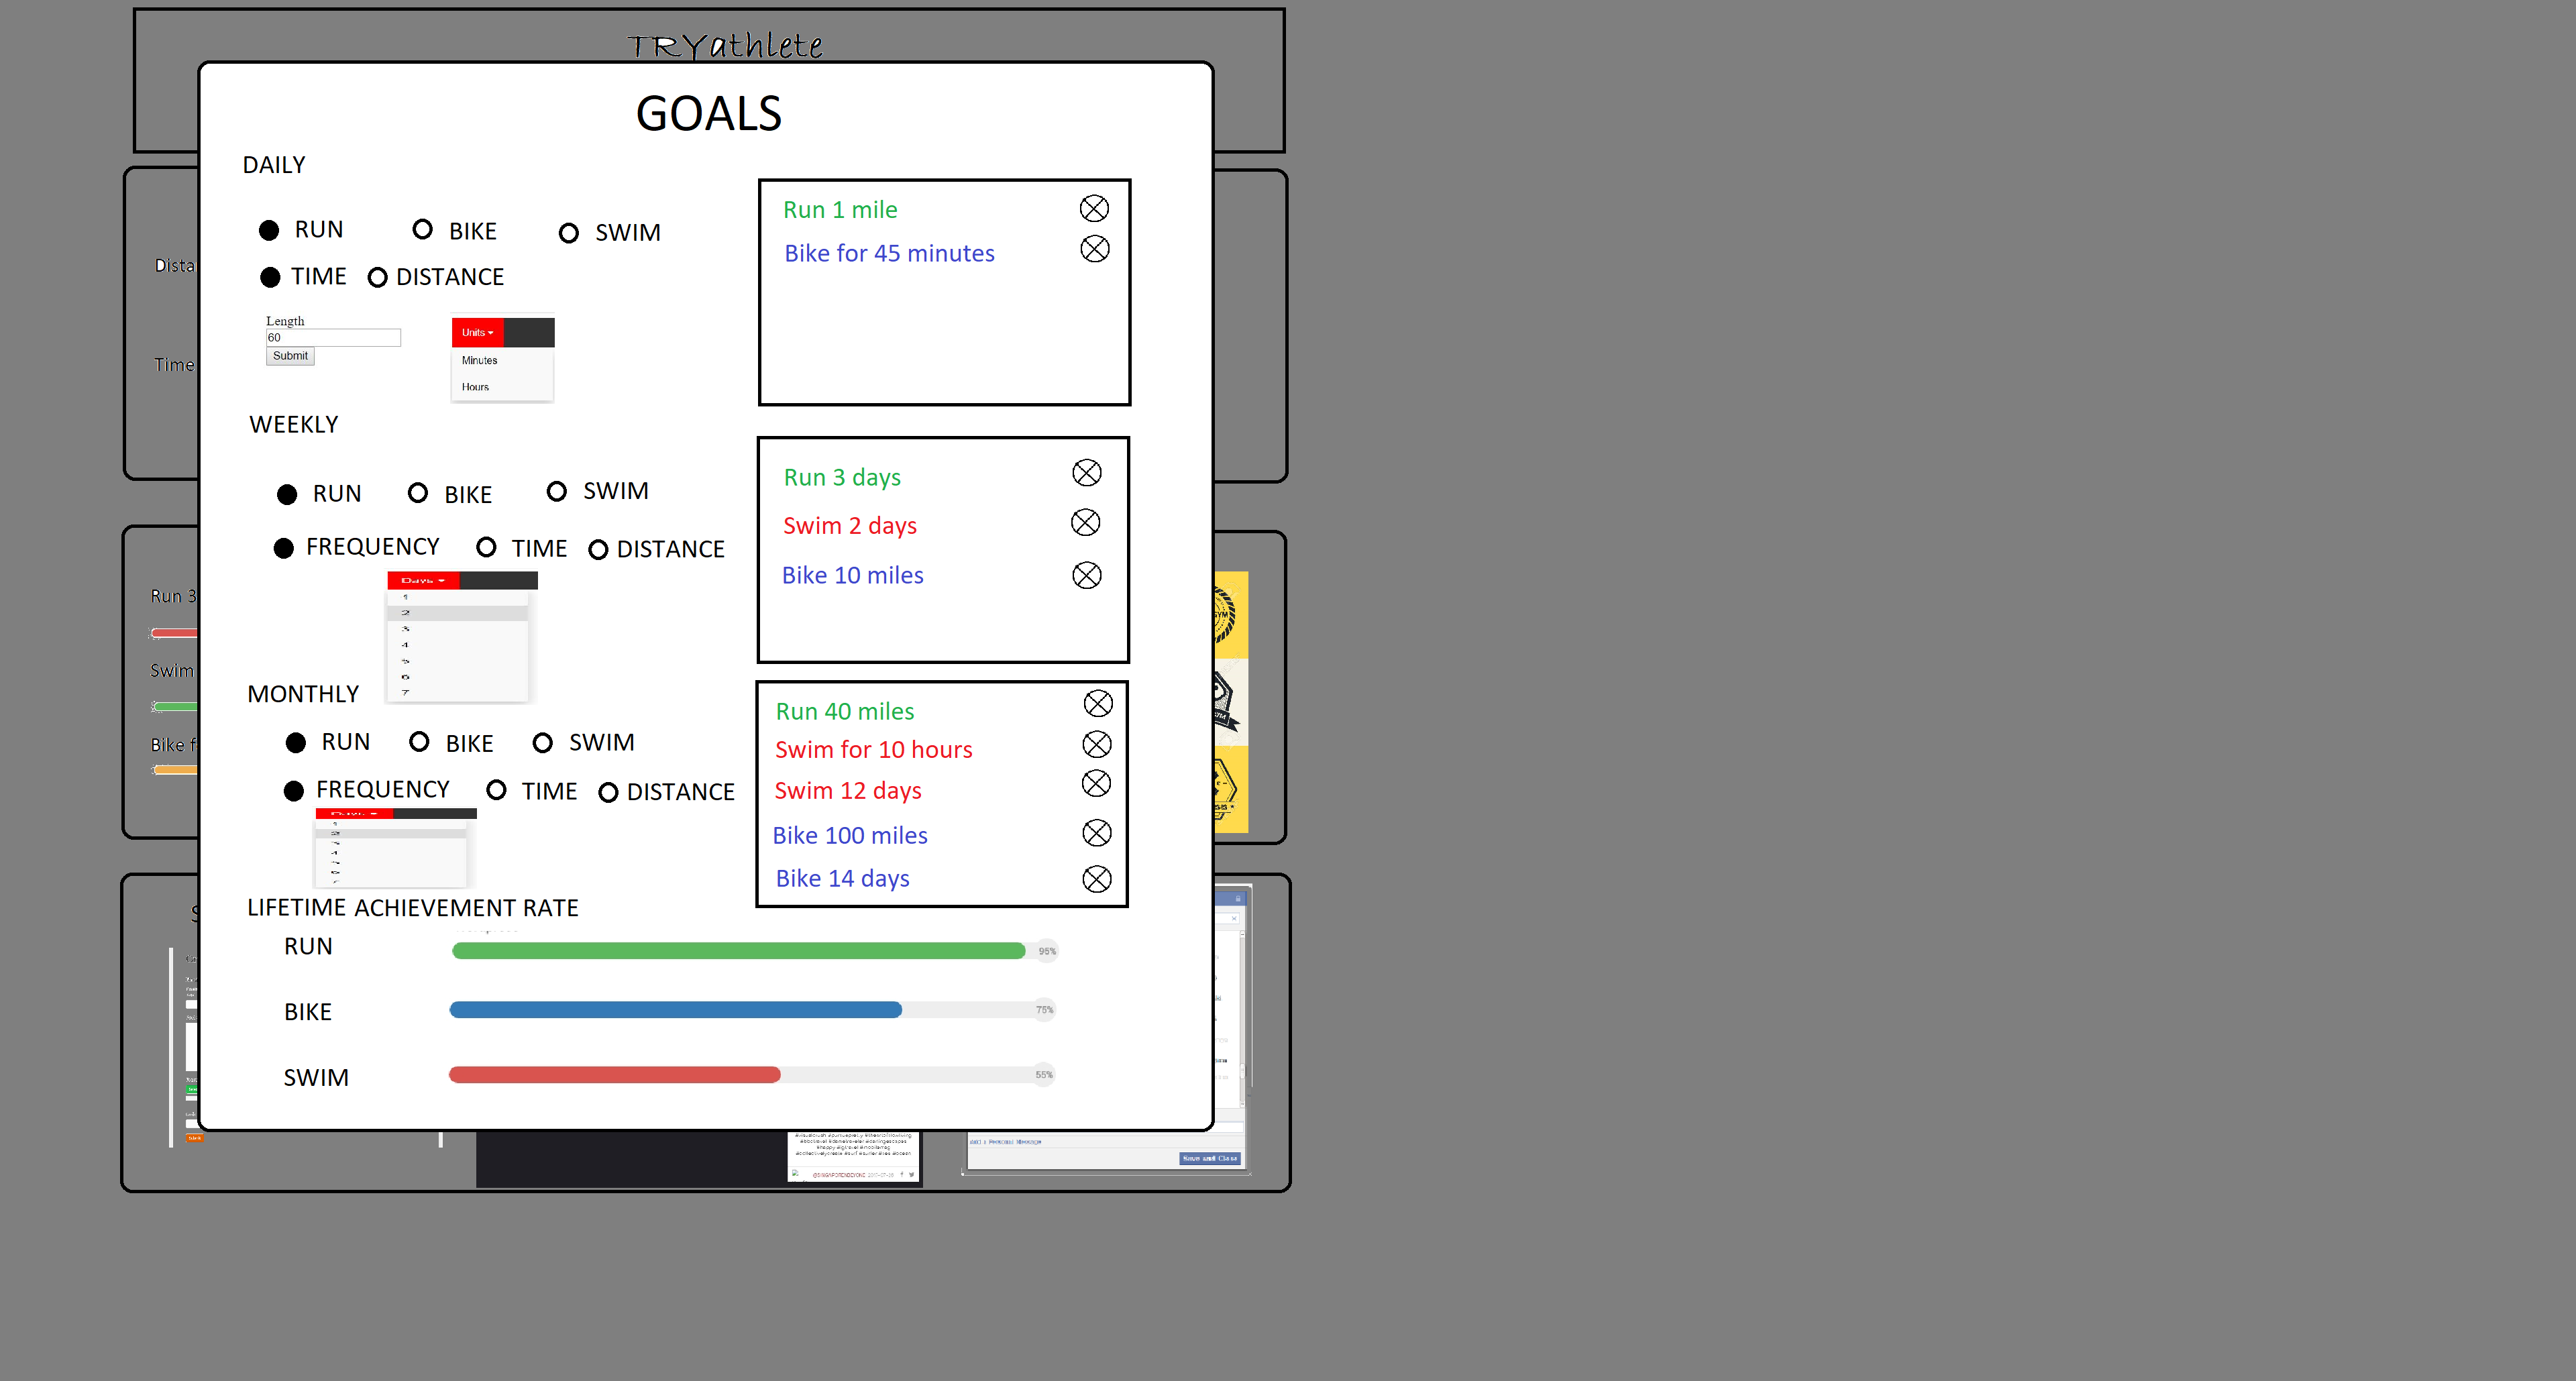 TRYathlete
GOALS
DAILY
RUN BIKE SWIM
TIME DISTANCE
Length
60
Submit
Units
Minutes
Hours
Run 1 mile
Bike for 45 minutes
Dista
Time
WEEKLY
RUN BIKE SWIM
FREQUENCY TIME DISTANCE
Days
1
2
3
4
5
6
7
Run 3 days
Swim 2 days
Bike 10 miles
Run 3
Swim
Bike f
MONTHLY
RUN BIKE SWIM
FREQUENCY TIME DISTANCE
Run 40 miles
Swim for 10 hours
Swim 12 days
Bike 100 miles
Bike 14 days
LIFETIME ACHIEVEMENT RATE
RUN 95%
BIKE 75%
SWIM 55%
Add a Personal Message
Save and Close